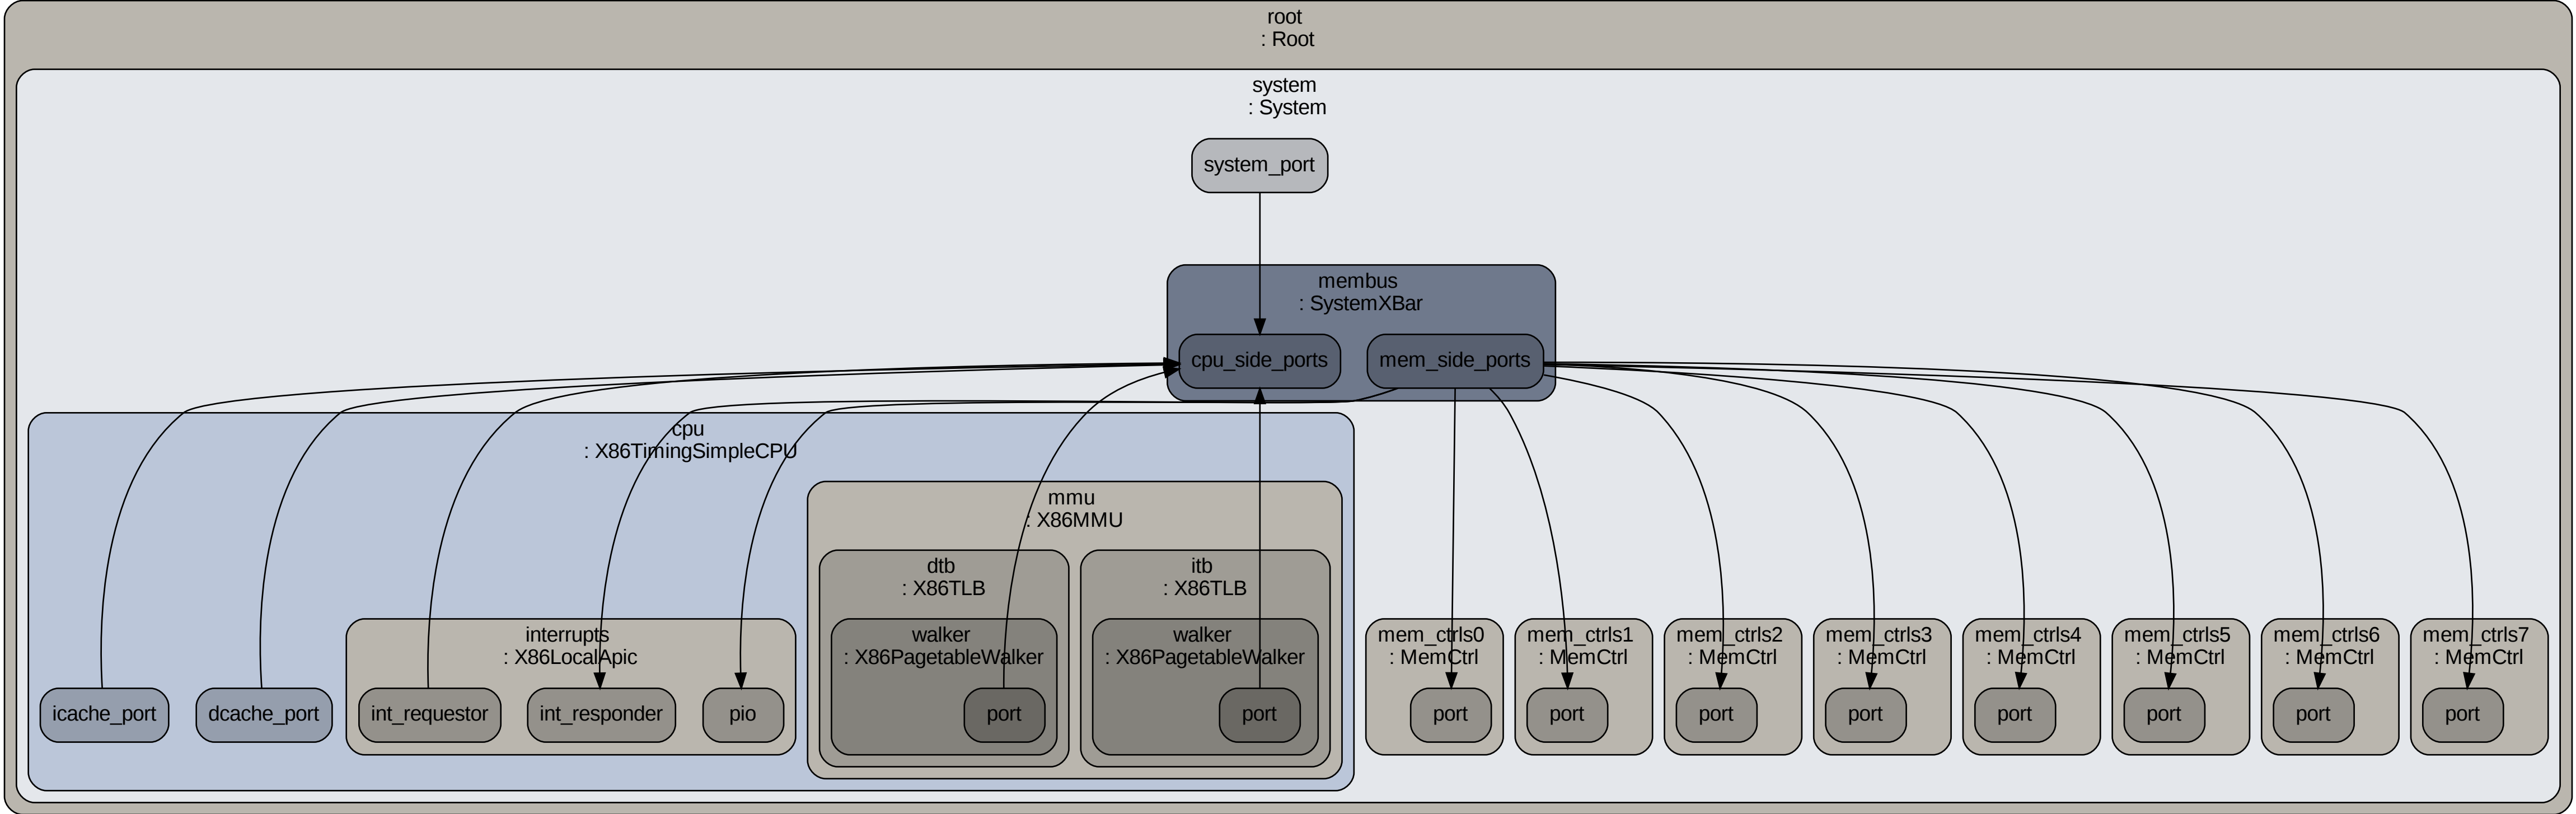 root
: Root
system
: System
system_port
membus
: SystemXBar
cpu_side_ports
mem_side_ports
cpu
: X86TimingSimpleCPU
mmu
: X86MMU
dtb
: X86TLB
itb
: X86TLB
interrupts
: X86LocalApic
walker
: X86PagetableWalker
walker
: X86PagetableWalker
mem_ctrls0
: MemCtrl
mem_ctrls1
: MemCtrl
mem_ctrls2
: MemCtrl
mem_ctrls3
: MemCtrl
mem_ctrls4
: MemCtrl
mem_ctrls5
: MemCtrl
mem_ctrls6
: MemCtrl
mem_ctrls7
: MemCtrl
icache_port
dcache_port
int_requestor
int_responder
pio
port
port
port
port
port
port
port
port
port
port